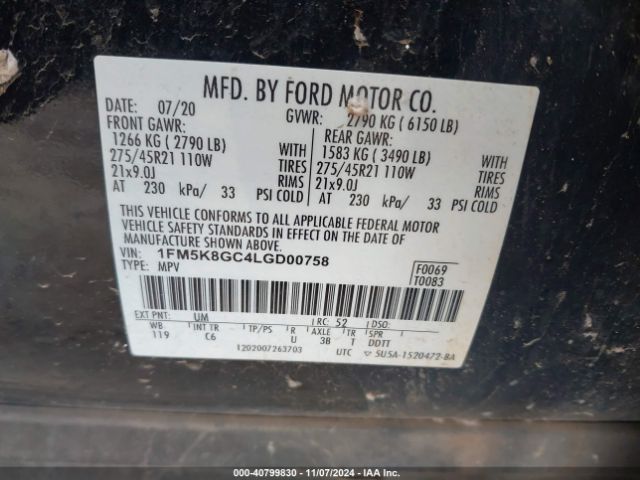 MFD. BY FORD MOTOR CO.
DATE: 07/20 GVWR: 2790 KG ( 6150 LB)
FRONT GAWR: REAR GAWR:
1266 KG ( 2790 LB) WITH 1583 KG ( 3490 LB) WITH
275/45R21 110W TIRES 275/45R21 110W TIRES
21x9.0J RIMS 21x9.0J RIMS
AT 230 kPa/ 33 PSI COLD AT 230 kPa/ 33 PSI COLD
THIS VEHICLE CONFORMS TO ALL APPLICABLE FEDERAL MOTOR
VEHICLE SAFETY STANDARDS IN EFFECT ON THE DATE OF
MANUFACTURE SHOWN ABOVE.
VIN: 1FM5K8GC4LGD00758 F0069
TYPE: MPV T0083
EXT PNT: UM RC: 52 DSO:
WB INT TR TP/PS R AXLE TR SPR
119 C6 U 3B T DDTT
1202007263703 UTC ▽ 5U5A-1520472-BA
000-40799830 - 11/07/2024 - IAA Inc.